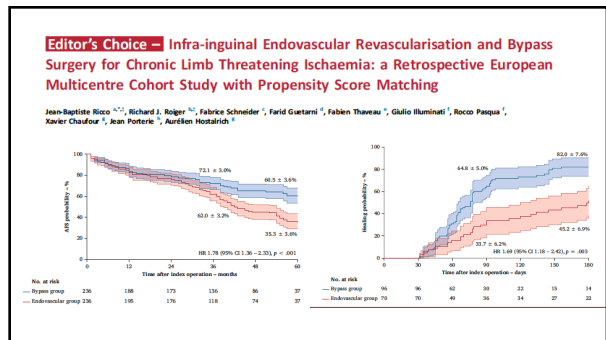 Editor's Choice – Infra-inguinal Endovascular Revascularisation and Bypass
Surgery for Chronic Limb Threatening Ischaemia: a Retrospective European
Multicentre Cohort Study with Propensity Score Matching
Jean-Baptiste Ricco, Richard J. Roiger, Fabrice Schneider, Farid Guetarni, Fabien Thaveau, Giulio Illuminati, Rocco Pasqua,
Xavier Chaufour, Jean Porterie, Aurélien Hostalrich
AFS probability – %
100
80
60
40
20
0
72.1 ± 3.0%
60.5 ± 3.6%
62.0 ± 3.2%
35.3 ± 3.6%
HR 1.78 (95% CI 1.36 – 2.33), p < .001
0 15 30 45 60
Time after index operation – months
No. at risk
Bypass group 236 188 173 136 86 37
Endovascular group 236 195 176 118 74 37
Healing probability – %
100
80
60
40
20
0
64.8 ± 5.0%
82.0 ± 7.6%
33.7 ± 6.2%
45.2 ± 6.9%
HR 1.69 (95% CI 1.18 – 2.42), p = .003
0 30 60 90 120 150 180
Time after index operation – days
No. at risk
Bypass group 96 96 62 30 22 15 14
Endovascular group 70 70 49 36 34 27 22